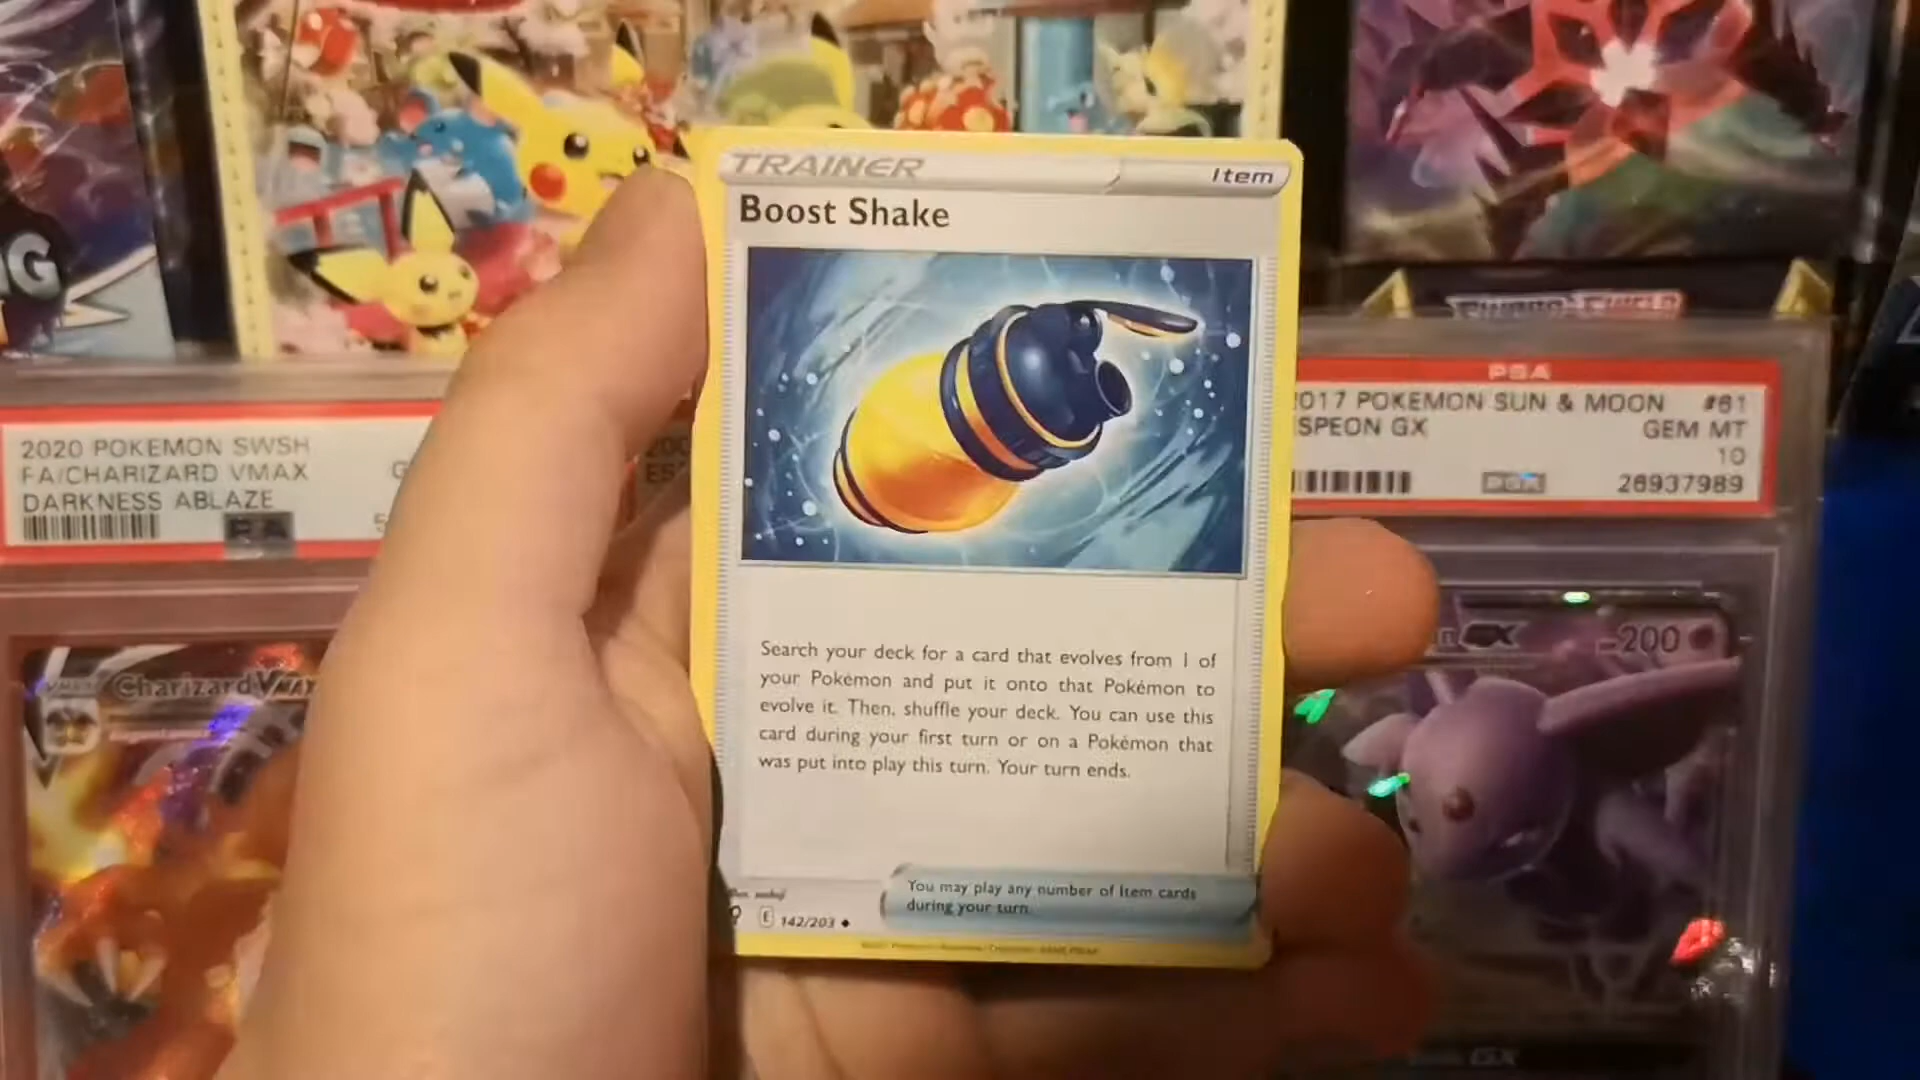 TRAINER
Item
Boost Shake
Search your deck for a card that evolves from 1 of
your Pokémon and put it onto that Pokémon to
evolve it. Then, shuffle your deck. You can use this
card during your first turn or on a Pokémon that
was put into play this turn. Your turn ends.
You may play any number of Item cards
during your turn.
E 142/203
2020 POKEMON SWSH
FA/CHARIZARD VMAX
DARKNESS ABLAZE
PSA
2017 POKEMON SUN & MOON #61
SPEON GX GEM MT
10
26937989
Charizard
-200
GX